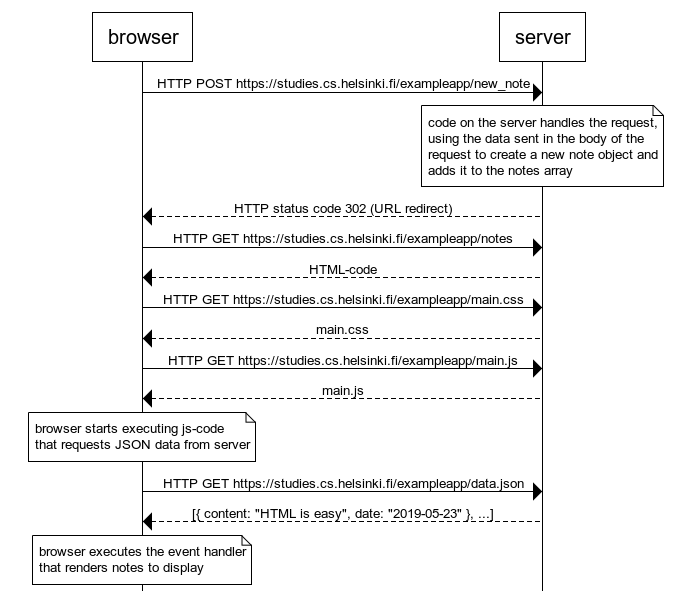 browser
server
HTTP POST https://studies.cs.helsinki.fi/exampleapp/new_note
code on the server handles the request,
using the data sent in the body of the
request to create a new note object and
adds it to the notes array
HTTP status code 302 (URL redirect)
HTTP GET https://studies.cs.helsinki.fi/exampleapp/notes
HTML-code
HTTP GET https://studies.cs.helsinki.fi/exampleapp/main.css
main.css
HTTP GET https://studies.cs.helsinki.fi/exampleapp/main.js
main.js
browser starts executing js-code
that requests JSON data from server
HTTP GET https://studies.cs.helsinki.fi/exampleapp/data.json
[{ content: "HTML is easy", date: "2019-05-23" }, ...]
browser executes the event handler
that renders notes to display